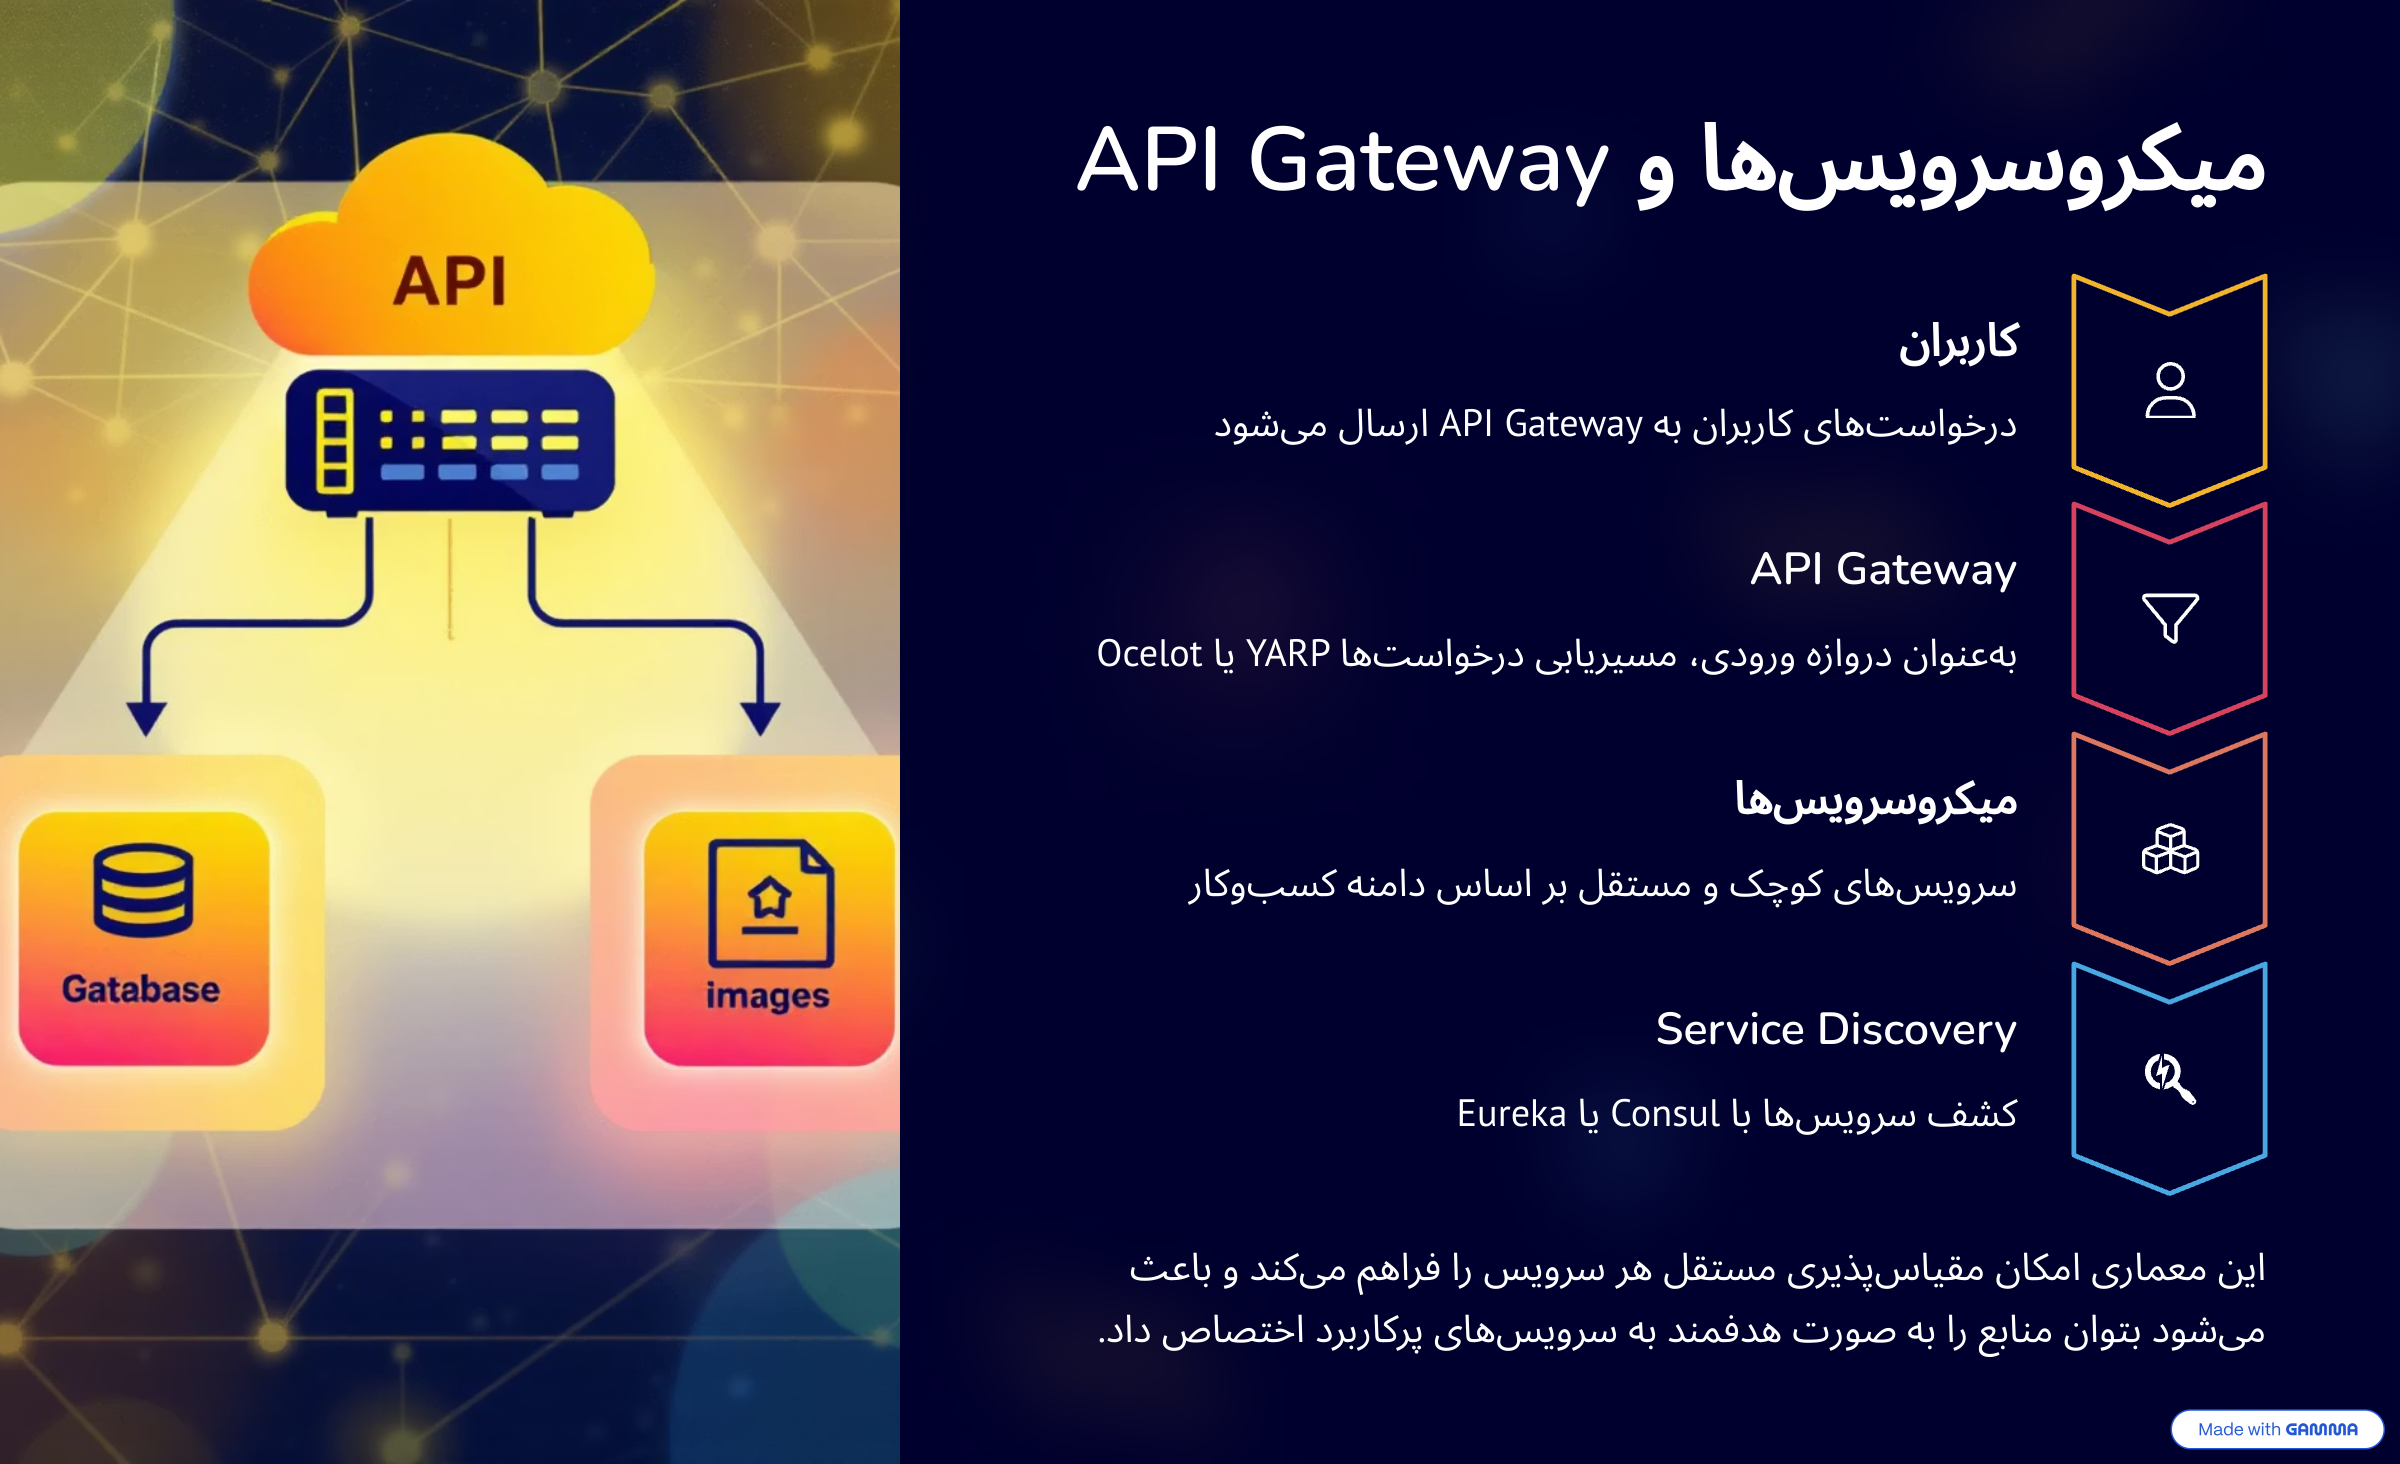 میکروسرویس‌ها و API Gateway
کاربران
درخواست‌های کاربران به API Gateway ارسال می‌شود
API Gateway
به‌عنوان دروازه ورودی، مسیریابی درخواست‌ها YARP یا Ocelot
میکروسرویس‌ها
سرویس‌های کوچک و مستقل بر اساس دامنه کسب‌وکار
Service Discovery
کشف سرویس‌ها با Consul یا Eureka
این معماری امکان مقیاس‌پذیری مستقل هر سرویس را فراهم می‌کند و باعث
می‌شود بتوان منابع را به صورت هدفمند به سرویس‌های پرکاربرد اختصاص داد.
API
Gatabase
images
Made with GAMMA